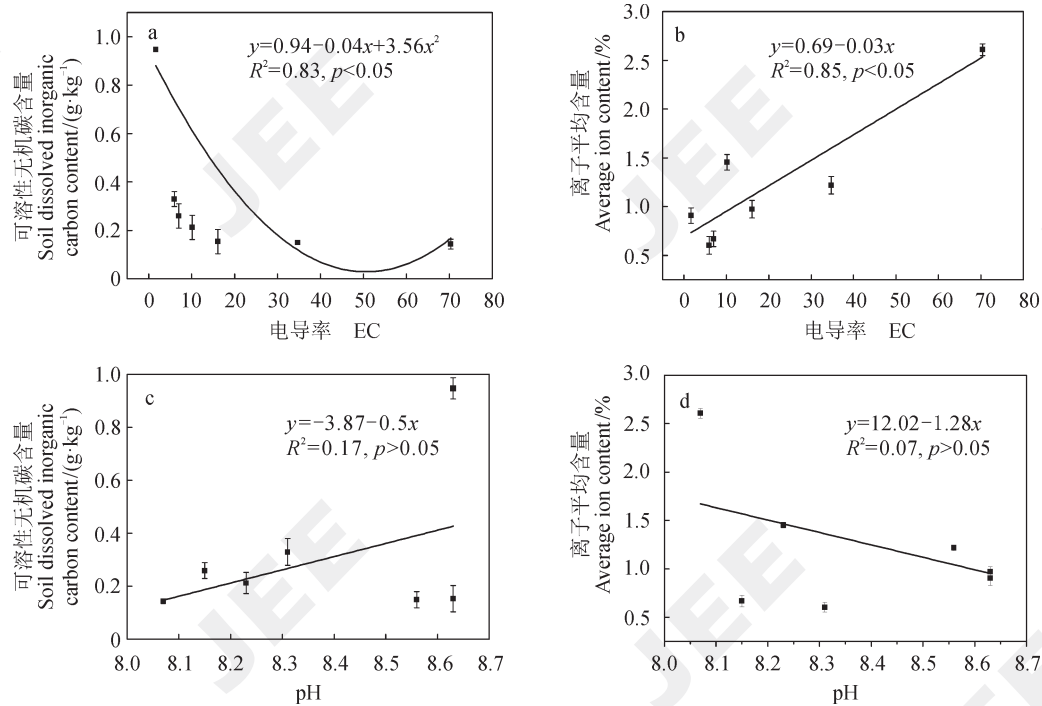 a
y=0.94−0.04x+3.56x²
R²=0.83, p<0.05
可溶性无机碳含量
Soil dissolved inorganic
carbon content/(g·kg⁻¹)
1.0
0.8
0.6
0.4
0.2
0
0 10 20 30 40 50 60 70 80
电导率 EC
b
y=0.69−0.03x
R²=0.85, p<0.05
离子平均含量
Average ion content/%
3.0
2.5
2.0
1.5
1.0
0.5
0 10 20 30 40 50 60 70 80
电导率 EC
c
y=−3.87−0.5x
R²=0.17, p>0.05
可溶性无机碳含量
Soil dissolved inorganic
carbon content/(g·kg⁻¹)
1.0
0.8
0.6
0.4
0.2
0
8.0 8.1 8.2 8.3 8.4 8.5 8.6 8.7
pH
d
y=12.02−1.28x
R²=0.07, p>0.05
离子平均含量
Average ion content/%
3.0
2.5
2.0
1.5
1.0
0.5
8.0 8.1 8.2 8.3 8.4 8.5 8.6 8.7
pH
JEE
JEE
JEE
JEE